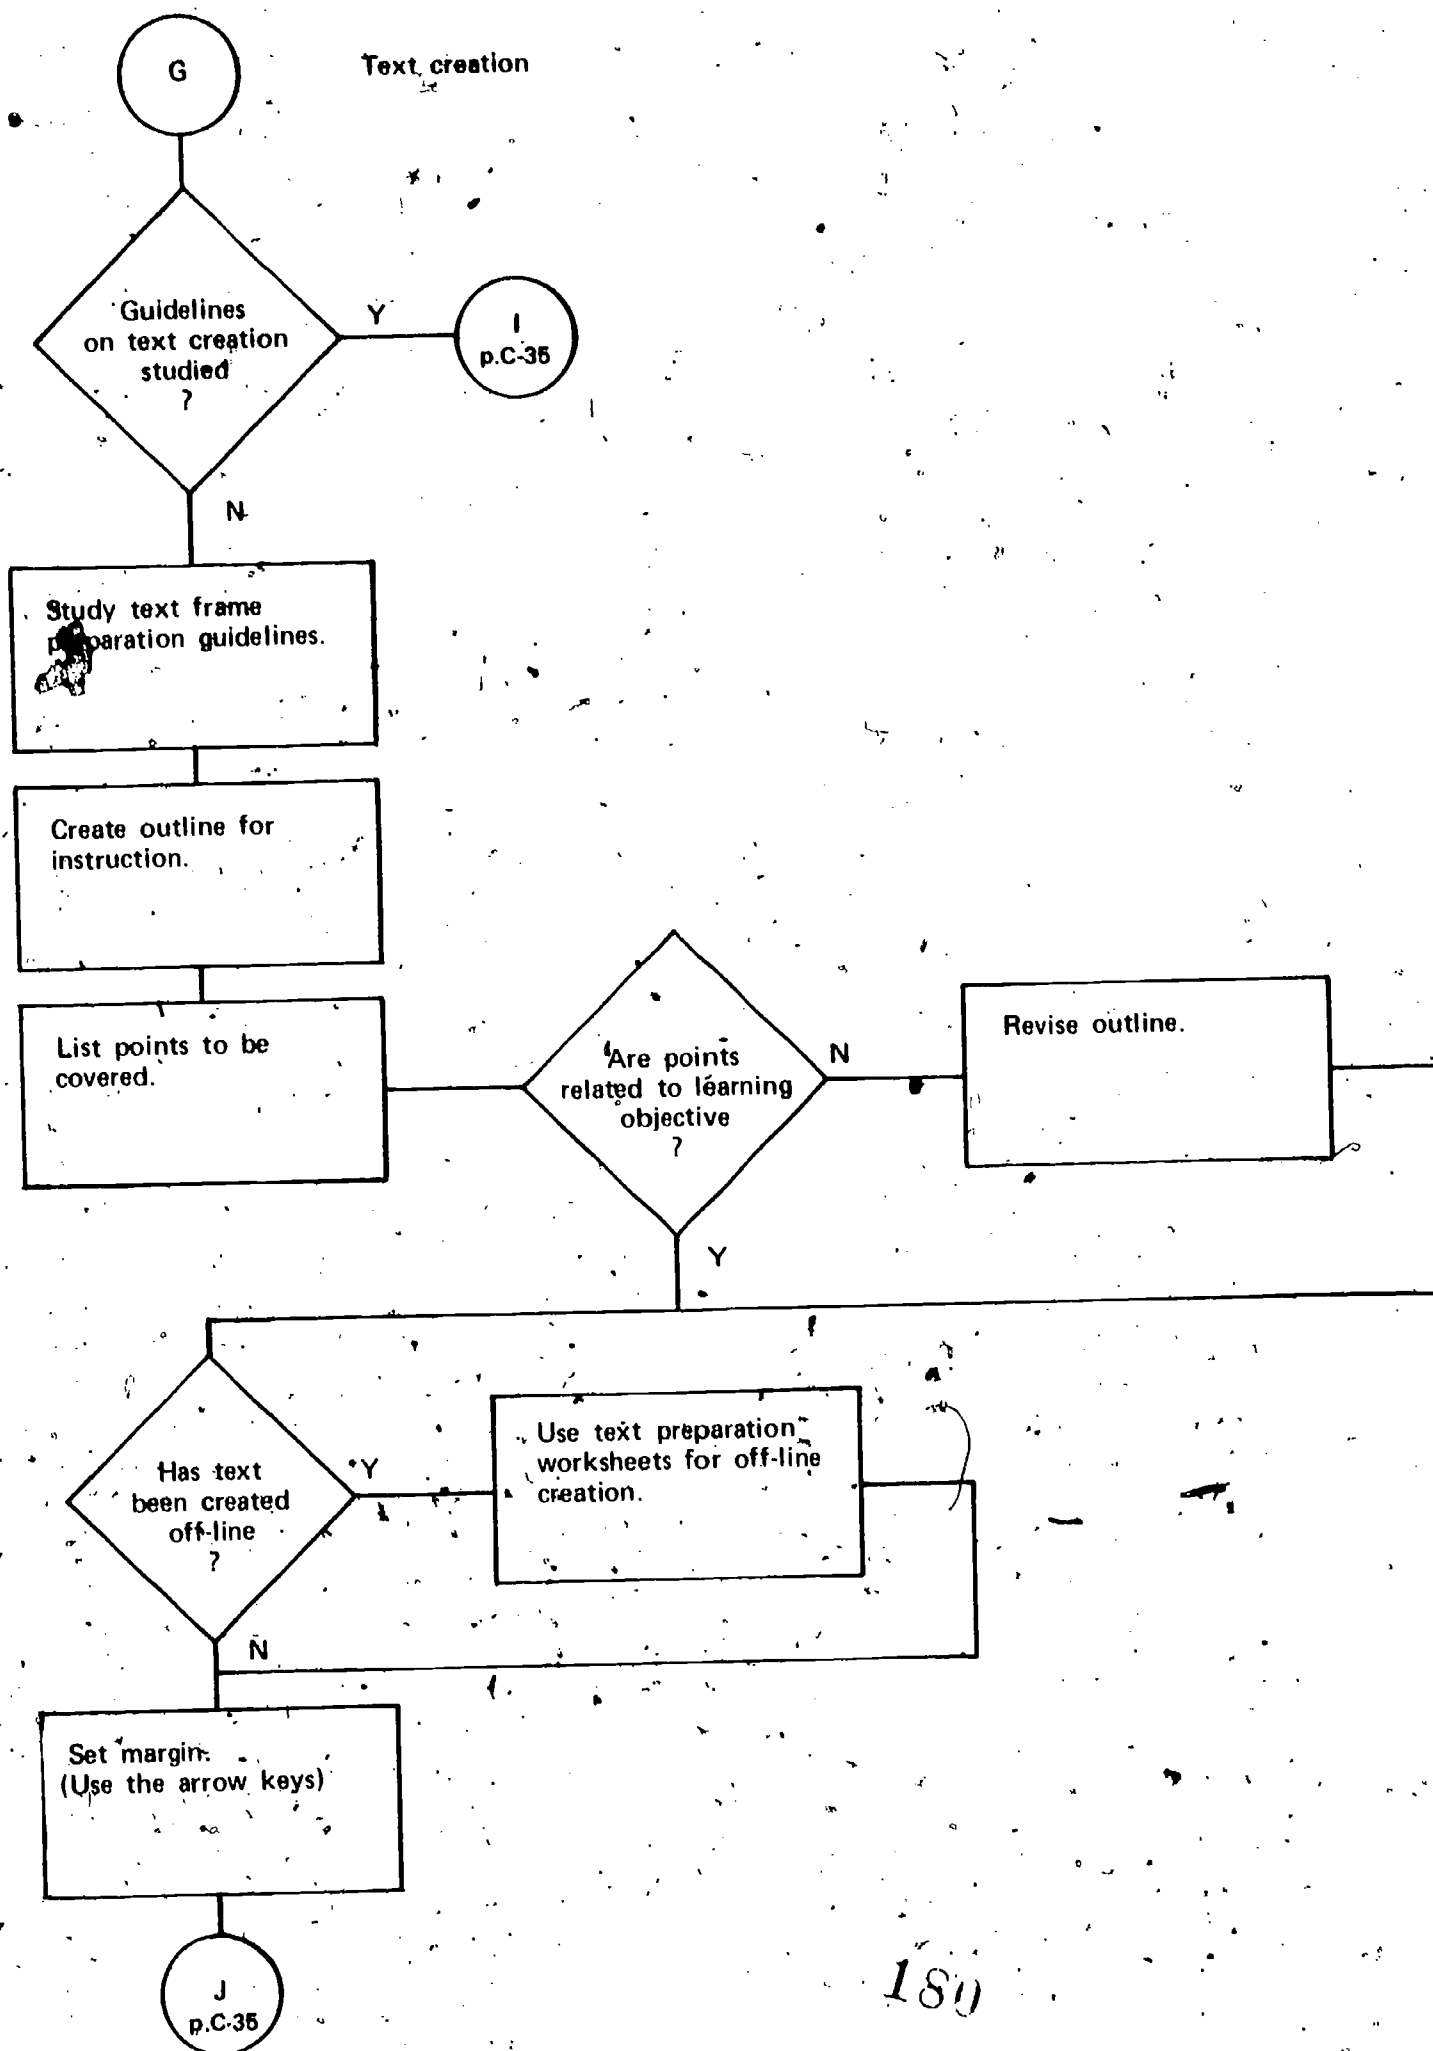 G
Text creation
Guidelines
on text creation
studied
?
Y
I
p.C-35
N
Study text frame
preparation guidelines.
Create outline for
instruction.
List points to be
covered.
Are points
related to learning
objective
?
N
Revise outline.
Y
Has text
been created
off-line
?
Y
Use text preparation
worksheets for off-line
creation.
N
Set margin.
(Use the arrow keys)
J
p.C-35
180